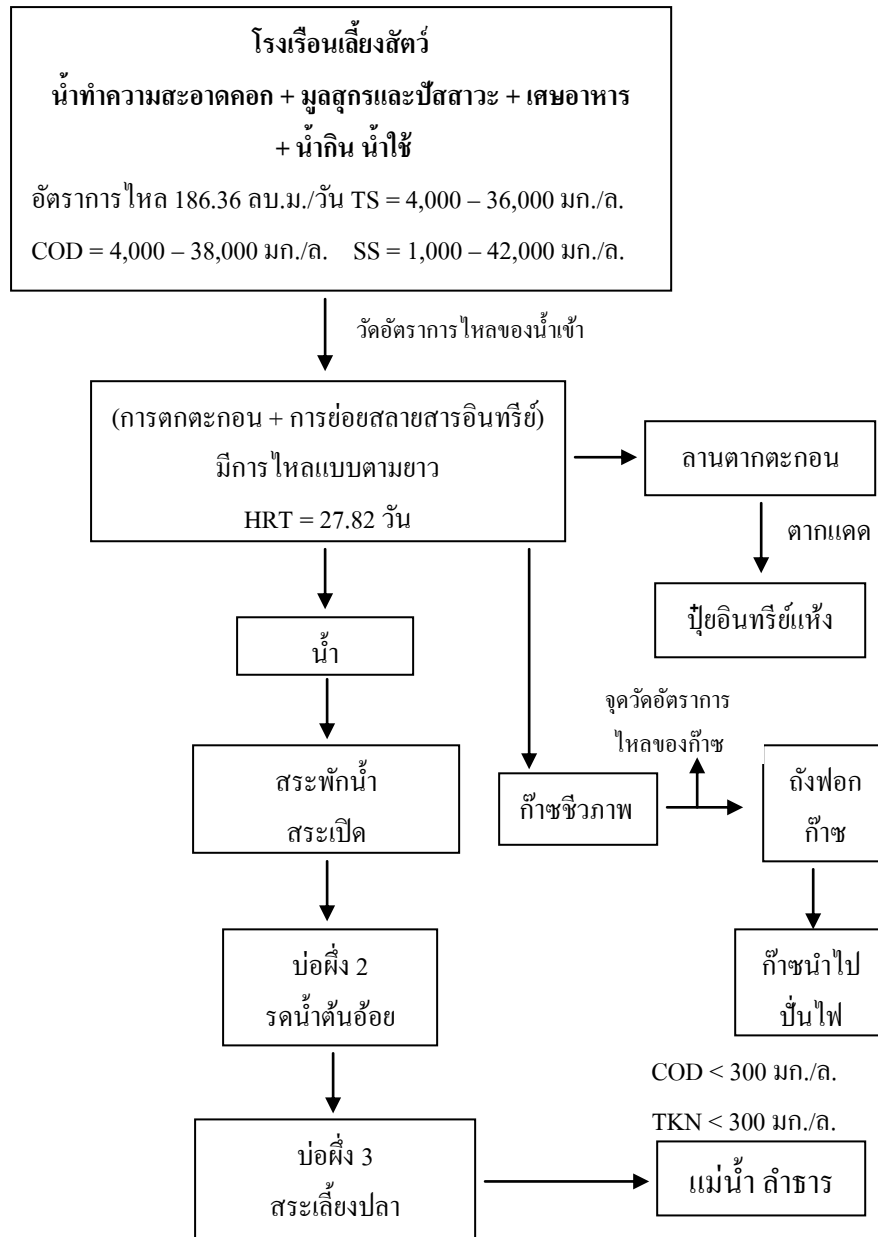 โรงเรือนเลี้ยงสัตว์
น้ำทำความสะอาดคอก + มูลสุกรและปัสสาวะ + เศษอาหาร
+ น้ำกิน น้ำใช้
อัตราการไหล 186.36 ลบ.ม./วัน TS = 4,000 – 36,000 มก./ล.
COD = 4,000 – 38,000 มก./ล. SS = 1,000 – 42,000 มก./ล.
วัดอัตราการไหลของน้ำเข้า
(การตกตะกอน + การย่อยสลายสารอินทรีย์)
มีการไหลแบบตามยาว
HRT = 27.82 วัน
ลานตากตะกอน
ตากแดด
ปุ๋ยอินทรีย์แห้ง
น้ำ
จุดวัดอัตราการ
ไหลของก๊าซ
สระพักน้ำ
สระเปิด
ก๊าซชีวภาพ
ถังฟอก
ก๊าซ
บ่อผึ่ง 2
รดน้ำต้นอ้อย
ก๊าซนำไป
ปั่นไฟ
COD < 300 มก./ล.
TKN < 300 มก./ล.
บ่อผึ่ง 3
สระเลี้ยงปลา
แม่น้ำ ลำธาร